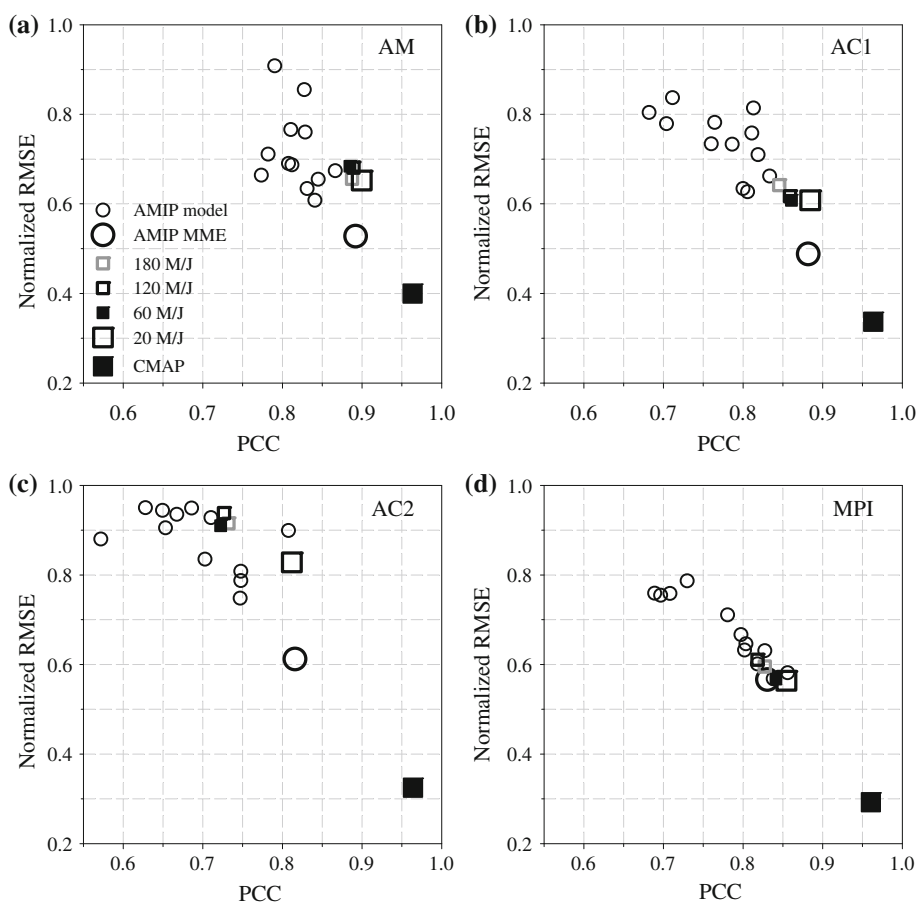 (a)
AM
1.0
0.8
0.6
0.4
0.2
Normalized RMSE
AMIP model
AMIP MME
180 M/J
120 M/J
60 M/J
20 M/J
CMAP
0.6 0.7 0.8 0.9 1.0
PCC
(b)
AC1
1.0
0.8
0.6
0.4
0.2
Normalized RMSE
0.6 0.7 0.8 0.9 1.0
PCC
(c)
AC2
1.0
0.8
0.6
0.4
0.2
Normalized RMSE
0.6 0.7 0.8 0.9 1.0
PCC
(d)
MPI
1.0
0.8
0.6
0.4
0.2
Normalized RMSE
0.6 0.7 0.8 0.9 1.0
PCC